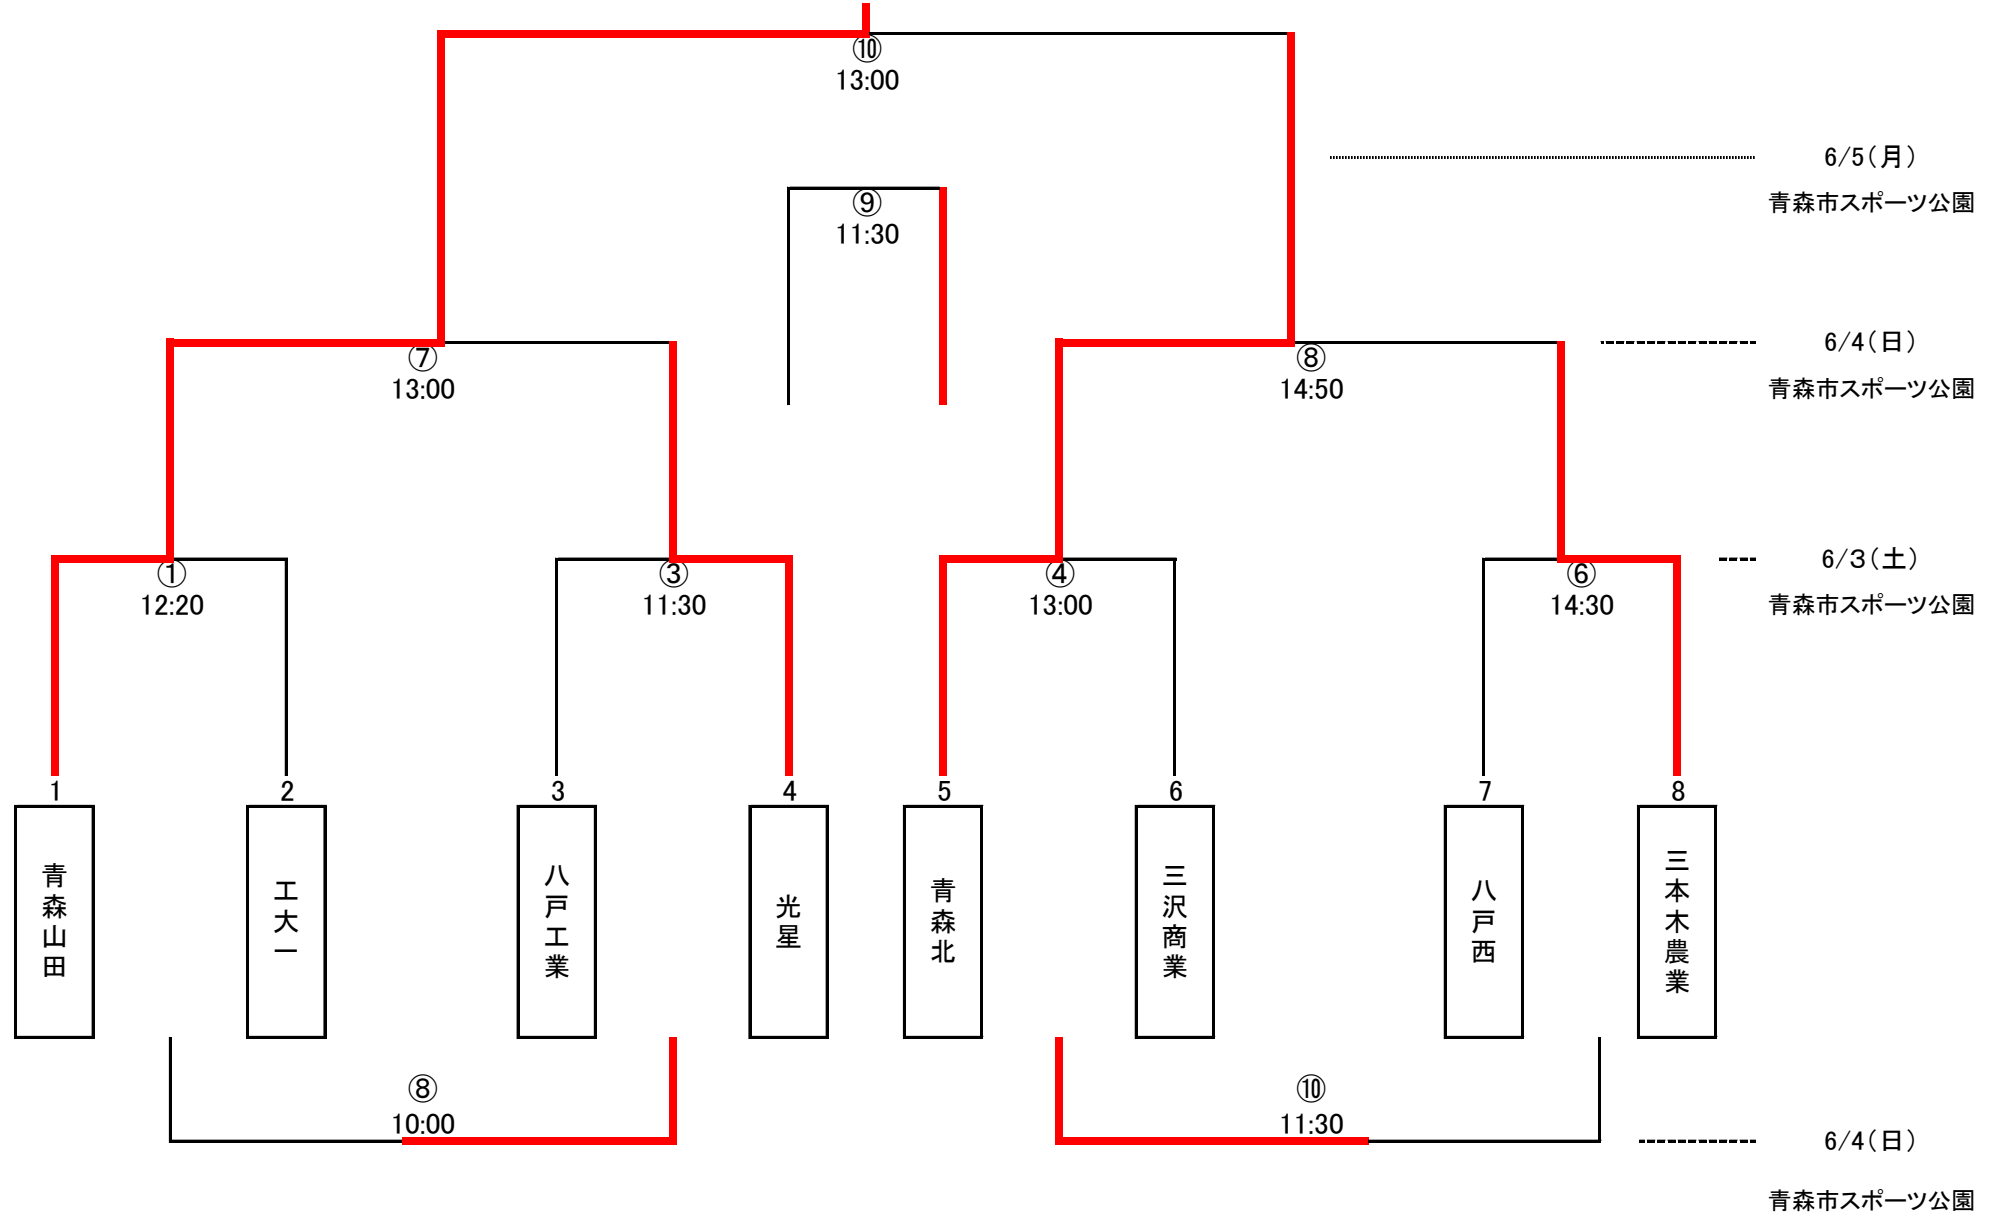 ⑩
13:00
6/5(月)
青森市スポーツ公園
⑨
11:30
⑦
13:00
⑧
14:50
6/4(日)
青森市スポーツ公園
①
12:20
③
11:30
④
13:00
⑥
14:30
6/3(土)
青森市スポーツ公園
1
2
3
4
5
6
7
8
青森山田
工大一
八戸工業
光星
青森北
三沢商業
八戸西
三本木農業
⑧
10:00
⑩
11:30
6/4(日)
青森市スポーツ公園